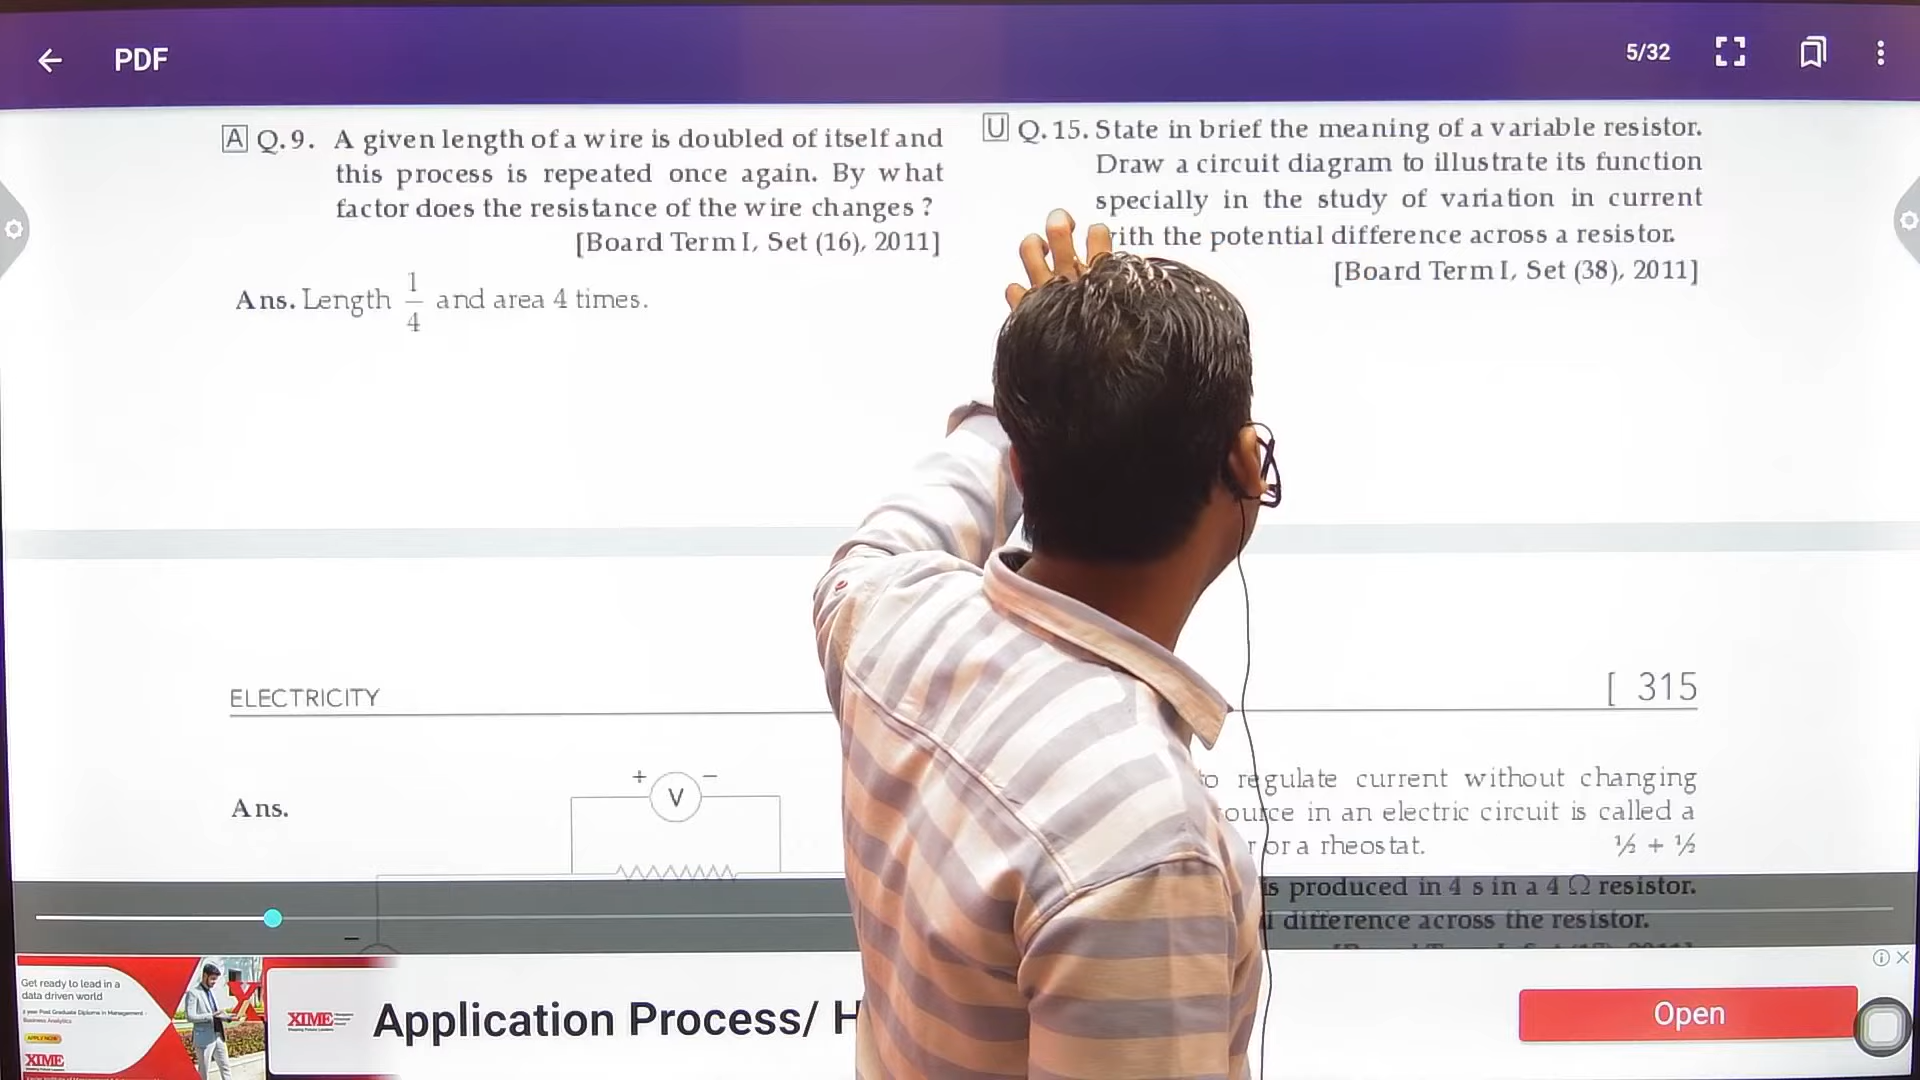 PDF
5/32
A Q.9. A given length of a wire is doubled of itself and
this process is repeated once again. By what
factor does the resistance of the wire changes ?
[Board Term I, Set (16), 2011]
Ans. Length 1/4 and area 4 times.
U Q. 15. State in brief the meaning of a variable resistor.
Draw a circuit diagram to illustrate its function
specially in the study of variation in current
with the potential difference across a resistor.
[Board Term I, Set (38), 2011]
ELECTRICITY
[ 315
Ans.
+ V −
−
to regulate current without changing
in an electric circuit is called a
or a rheostat. ½ + ½
is produced in 4 s in a 4 Ω resistor.
difference across the resistor.
Get ready to lead in a
data driven world
APPLY NOW
XIME
XIME
Application Process/ H
Open